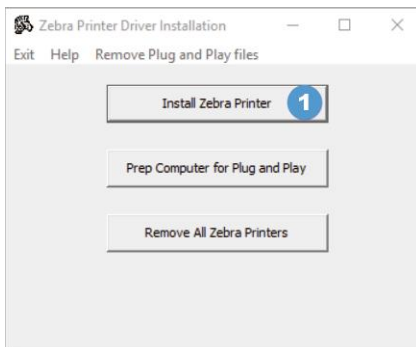 Zebra Printer Driver Installation
Exit Help Remove Plug and Play files
Install Zebra Printer 1
Prep Computer for Plug and Play
Remove All Zebra Printers